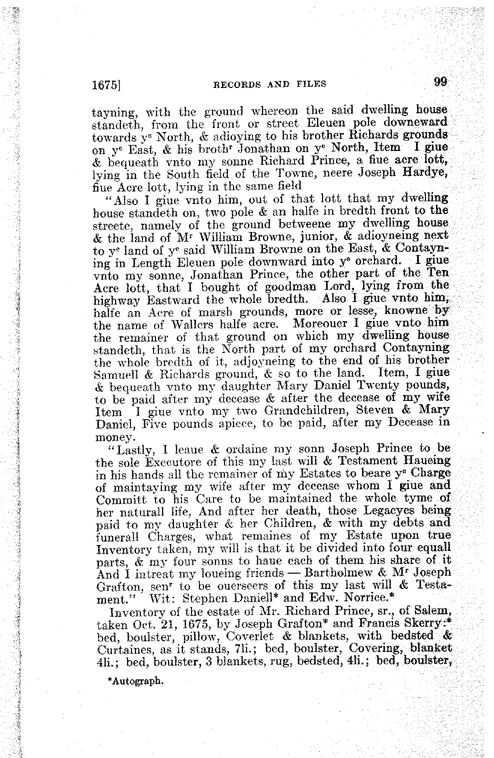 1675] RECORDS AND FILES 99
tayning, with the ground whereon the said dwelling house
standeth, from the front or street Eleuen pole downeward
towards yᵉ North, & adioying to his brother Richards grounds
on yᵉ East, & his brothʳ Jonathan on yᵉ North, Item I giue
& bequeath vnto my sonne Richard Prince, a fiue acre lott,
lying in the South field of the Towne, neere Joseph Hardye,
fiue Acre lott, lying in the same field
"Also I giue vnto him, out of that lott that my dwelling
house standeth on, two pole & an halfe in bredth front to the
streete, namely of the ground betweene my dwelling house
& the land of Mʳ William Browne, junior, & adioyneing next
to yᵉ land of yᵉ said William Browne on the East, & Contayn-
ing in Length Eleuen pole downward into yᵉ orchard. I giue
vnto my sonne, Jonathan Prince, the other part of the Ten
Acre lott, that I bought of goodman Lord, lying from the
highway Eastward the whole bredth. Also I giue vnto him,
halfe an Acre of marsh grounds, more or lesse, knowne by
the name of Wallers halfe acre. Moreouer I giue vnto him
the remainer of that ground on which my dwelling house
standeth, that is the North part of my orchard Contayning
the whole bredth of it, adjoyneing to the end of his brother
Samuell & Richards ground, & so to the land. Item, I giue
& bequeath vnto my daughter Mary Daniel Twenty pounds,
to be paid after my decease & after the decease of my wife
Item I giue vnto my two Grandchildren, Steven & Mary
Daniel, Five pounds apiece, to be paid, after my Decease in
money.
"Lastly, I leaue & ordaine my sonn Joseph Prince to be
the sole Executore of this my last will & Testament Haueing
in his hands all the remainer of my Estates to beare yᵉ Charge
of maintaying my wife after my decease whom I giue and
Committ to his Care to be maintained the whole tyme of
her naturall life, And after her death, those Legacyes being
paid to my daughter & her Children, & with my debts and
funerall Charges, what remaines of my Estate upon true
Inventory taken, my will is that it be divided into four equall
parts, & my four sonns to haue each of them his share of it
And I intreat my loueing friends — Bartholmew & Mʳ Joseph
Grafton, senʳ to be ouerseers of this my last will & Testa-
ment." Wit: Stephen Daniell* and Edw. Norrice.*
Inventory of the estate of Mr. Richard Prince, sr., of Salem,
taken Oct. 21, 1675, by Joseph Grafton* and Francis Skerry:*
bed, boulster, pillow, Coverlet & blankets, with bedsted &
Curtaines, as it stands, 7li.; bed, boulster, Covering, blanket
4li.; bed, boulster, 3 blankets, rug, bedsted, 4li.; bed, boulster,
*Autograph.